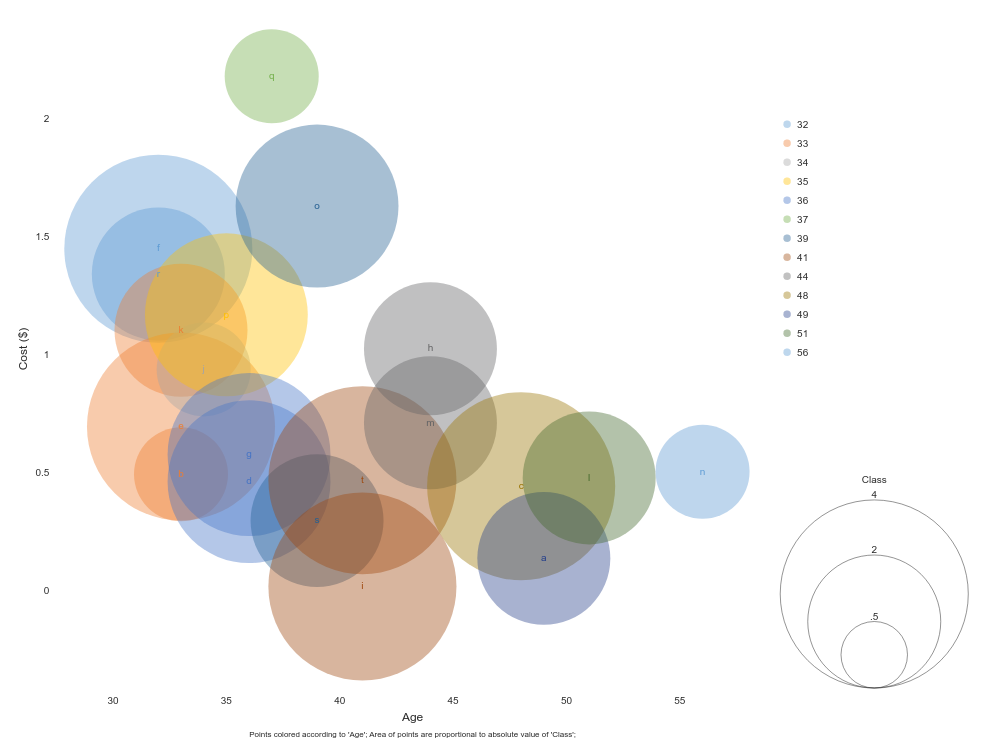 q
2
32
33
34
35
36
37
39
41
44
48
49
51
56
o
1.5
f
r
k
p
h
1
j
Cost ($)
m
g
0.5
d
t
c
l
n
Class
4
s
a
2
i
0
.5
30
35
40
45
50
55
Age
Points colored according to 'Age'; Area of points are proportional to absolute value of 'Class';